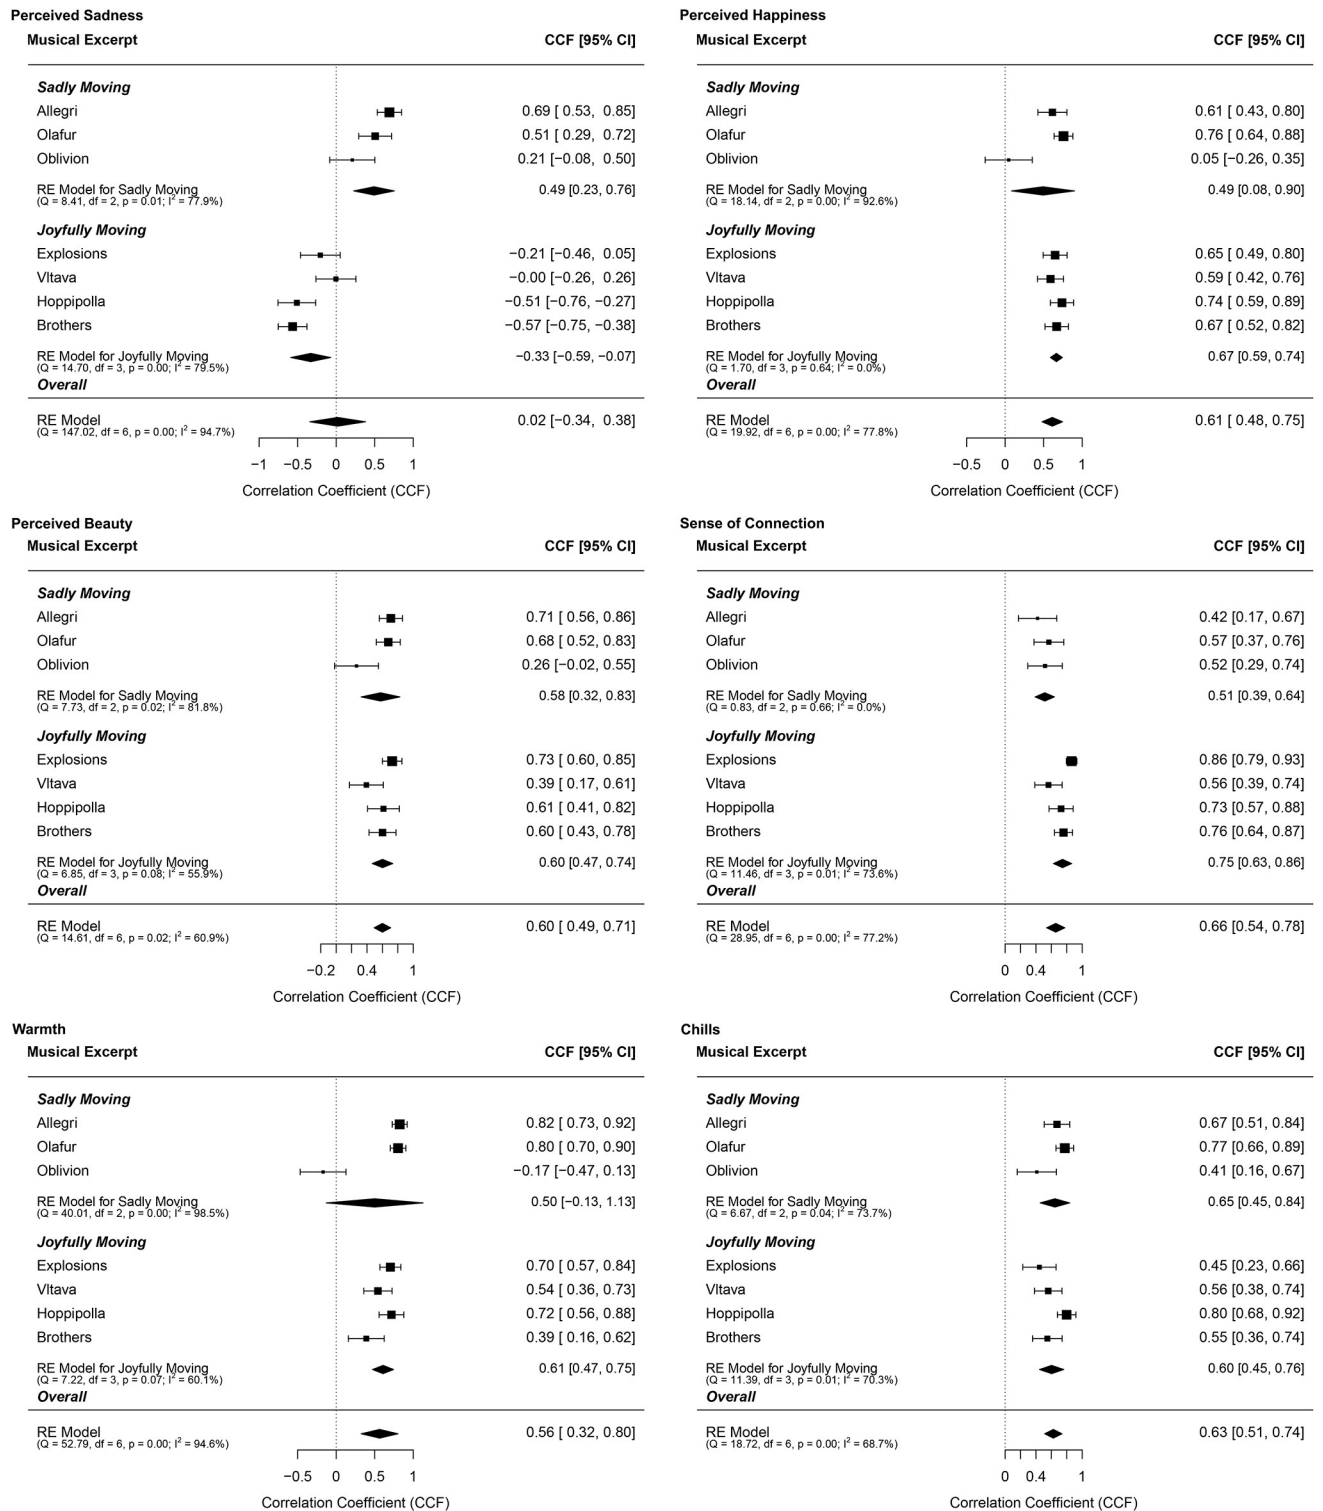 Perceived Sadness
Musical Excerpt CCF [95% CI]
Sadly Moving
Allegri 0.69 [ 0.53, 0.85]
Olafur 0.51 [ 0.29, 0.72]
Oblivion 0.21 [−0.08, 0.50]
RE Model for Sadly Moving 0.49 [0.23, 0.76]
(Q = 8.41, df = 2, p = 0.01; I² = 77.9%)
Joyfully Moving
Explosions −0.21 [−0.46, 0.05]
Vltava −0.00 [−0.26, 0.26]
Hoppipolla −0.51 [−0.76, −0.27]
Brothers −0.57 [−0.75, −0.38]
RE Model for Joyfully Moving −0.33 [−0.59, −0.07]
(Q = 14.70, df = 3, p = 0.00; I² = 79.5%)
Overall
RE Model 0.02 [−0.34, 0.38]
(Q = 147.02, df = 6, p = 0.00; I² = 94.7%)
−1 −0.5 0 0.5 1
Correlation Coefficient (CCF)
Perceived Happiness
Musical Excerpt CCF [95% CI]
Sadly Moving
Allegri 0.61 [ 0.43, 0.80]
Olafur 0.76 [ 0.64, 0.88]
Oblivion 0.05 [−0.26, 0.35]
RE Model for Sadly Moving 0.49 [0.08, 0.90]
(Q = 18.14, df = 2, p = 0.00; I² = 92.6%)
Joyfully Moving
Explosions 0.65 [ 0.49, 0.80]
Vltava 0.59 [ 0.42, 0.76]
Hoppipolla 0.74 [ 0.59, 0.89]
Brothers 0.67 [ 0.52, 0.82]
RE Model for Joyfully Moving 0.67 [0.59, 0.74]
(Q = 1.70, df = 3, p = 0.64; I² = 0.0%)
Overall
RE Model 0.61 [ 0.48, 0.75]
(Q = 19.92, df = 6, p = 0.00; I² = 77.8%)
−0.5 0 0.5 1
Correlation Coefficient (CCF)
Perceived Beauty
Musical Excerpt CCF [95% CI]
Sadly Moving
Allegri 0.71 [ 0.56, 0.86]
Olafur 0.68 [ 0.52, 0.83]
Oblivion 0.26 [−0.02, 0.55]
RE Model for Sadly Moving 0.58 [0.32, 0.83]
(Q = 7.73, df = 2, p = 0.02; I² = 81.8%)
Joyfully Moving
Explosions 0.73 [ 0.60, 0.85]
Vltava 0.39 [ 0.17, 0.61]
Hoppipolla 0.61 [ 0.41, 0.82]
Brothers 0.60 [ 0.43, 0.78]
RE Model for Joyfully Moving 0.60 [0.47, 0.74]
(Q = 6.85, df = 3, p = 0.08; I² = 55.9%)
Overall
RE Model 0.60 [ 0.49, 0.71]
(Q = 14.61, df = 6, p = 0.02; I² = 60.9%)
−0.2 0.4 1
Correlation Coefficient (CCF)
Sense of Connection
Musical Excerpt CCF [95% CI]
Sadly Moving
Allegri 0.42 [0.17, 0.67]
Olafur 0.57 [0.37, 0.76]
Oblivion 0.52 [0.29, 0.74]
RE Model for Sadly Moving 0.51 [0.39, 0.64]
(Q = 0.83, df = 2, p = 0.66; I² = 0.0%)
Joyfully Moving
Explosions 0.86 [0.79, 0.93]
Vltava 0.56 [0.39, 0.74]
Hoppipolla 0.73 [0.57, 0.88]
Brothers 0.76 [0.64, 0.87]
RE Model for Joyfully Moving 0.75 [0.63, 0.86]
(Q = 11.46, df = 3, p = 0.01; I² = 73.6%)
Overall
RE Model 0.66 [0.54, 0.78]
(Q = 28.95, df = 6, p = 0.00; I² = 77.2%)
0 0.4 1
Correlation Coefficient (CCF)
Warmth
Musical Excerpt CCF [95% CI]
Sadly Moving
Allegri 0.82 [ 0.73, 0.92]
Olafur 0.80 [ 0.70, 0.90]
Oblivion −0.17 [−0.47, 0.13]
RE Model for Sadly Moving 0.50 [−0.13, 1.13]
(Q = 40.01, df = 2, p = 0.00; I² = 98.5%)
Joyfully Moving
Explosions 0.70 [ 0.57, 0.84]
Vltava 0.54 [ 0.36, 0.73]
Hoppipolla 0.72 [ 0.56, 0.88]
Brothers 0.39 [ 0.16, 0.62]
RE Model for Joyfully Moving 0.61 [0.47, 0.75]
(Q = 7.22, df = 3, p = 0.07; I² = 60.1%)
Overall
RE Model 0.56 [ 0.32, 0.80]
(Q = 52.79, df = 6, p = 0.00; I² = 94.6%)
−0.5 0 0.5 1
Correlation Coefficient (CCF)
Chills
Musical Excerpt CCF [95% CI]
Sadly Moving
Allegri 0.67 [0.51, 0.84]
Olafur 0.77 [0.66, 0.89]
Oblivion 0.41 [0.16, 0.67]
RE Model for Sadly Moving 0.65 [0.45, 0.84]
(Q = 6.67, df = 2, p = 0.04; I² = 73.7%)
Joyfully Moving
Explosions 0.45 [0.23, 0.66]
Vltava 0.56 [0.38, 0.74]
Hoppipolla 0.80 [0.68, 0.92]
Brothers 0.55 [0.36, 0.74]
RE Model for Joyfully Moving 0.60 [0.45, 0.76]
(Q = 11.39, df = 3, p = 0.01; I² = 70.3%)
Overall
RE Model 0.63 [0.51, 0.74]
(Q = 18.72, df = 6, p = 0.00; I² = 68.7%)
0 0.4 1
Correlation Coefficient (CCF)